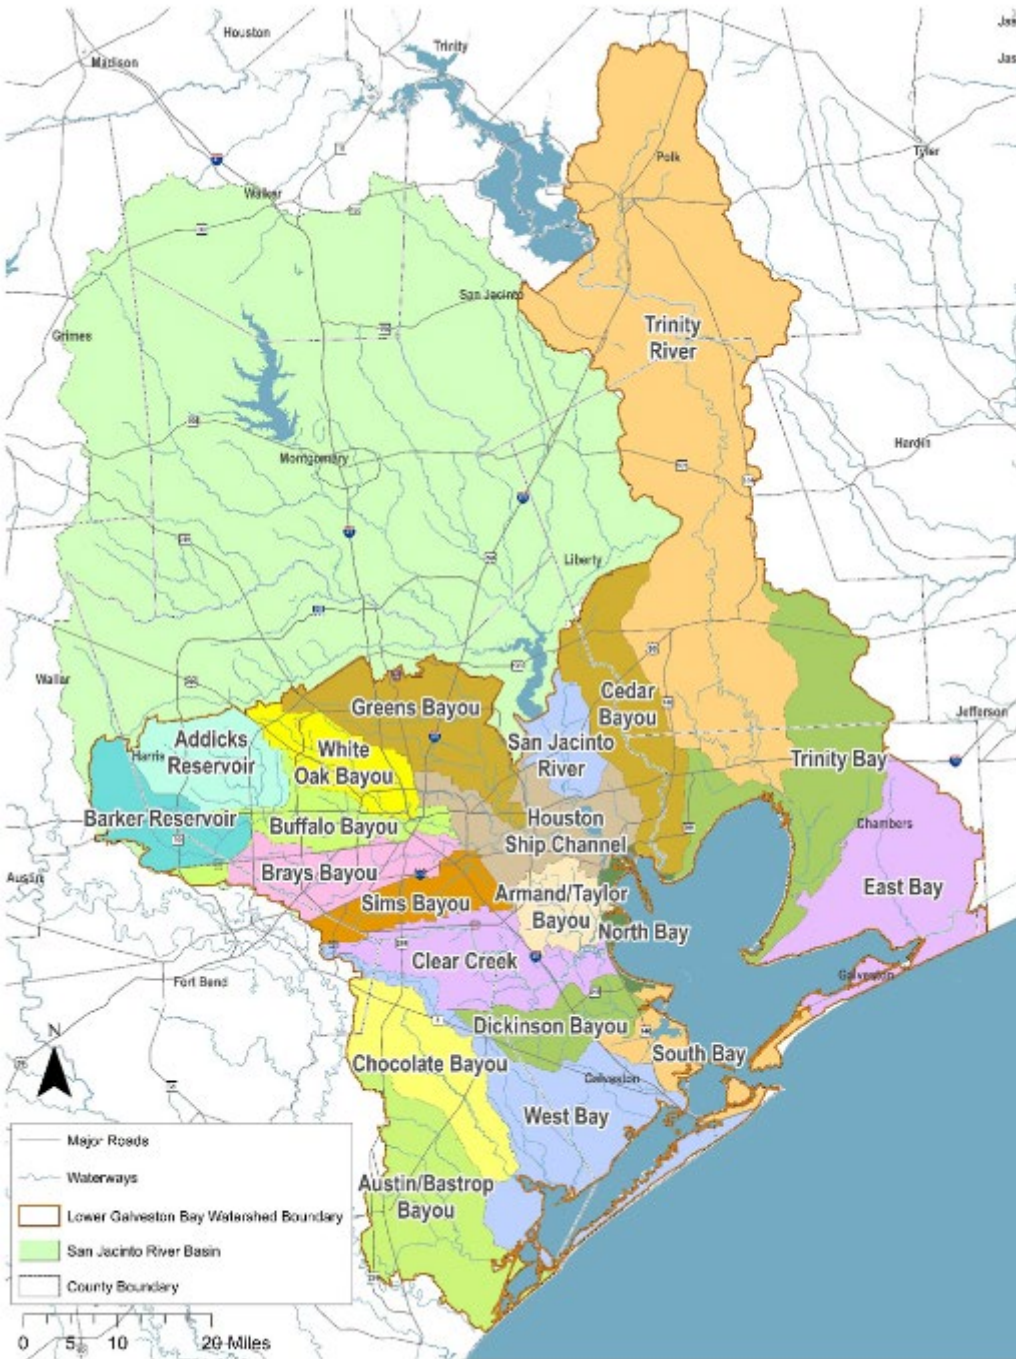 Houston
Trinity
Jas
Madison
Jas
Tyler
Polk
Walker
San Jacinto
Grimes
Trinity
River
Hardin
Montgomery
Liberty
Wallar
Cedar
Bayou
Greens Bayou
Jefferson
Addicks
Reservoir
Harris
White
Oak Bayou
San Jacinto
River
Trinity Bay
Barker Reservoir
Buffalo Bayou
Houston
Ship Channel
Chambers
Brays Bayou
Austin
East Bay
Sims Bayou
Armand/Taylor
Bayou
North Bay
Clear Creek
Fort Bend
Galveston
Dickinson Bayou
N
Chocolate Bayou
South Bay
Galveston
West Bay
Austin/Bastrop
Bayou
Major Roads
Waterways
Lower Galveston Bay Watershed Boundary
San Jacinto River Basin
County Boundary
0 5 10 20 Miles